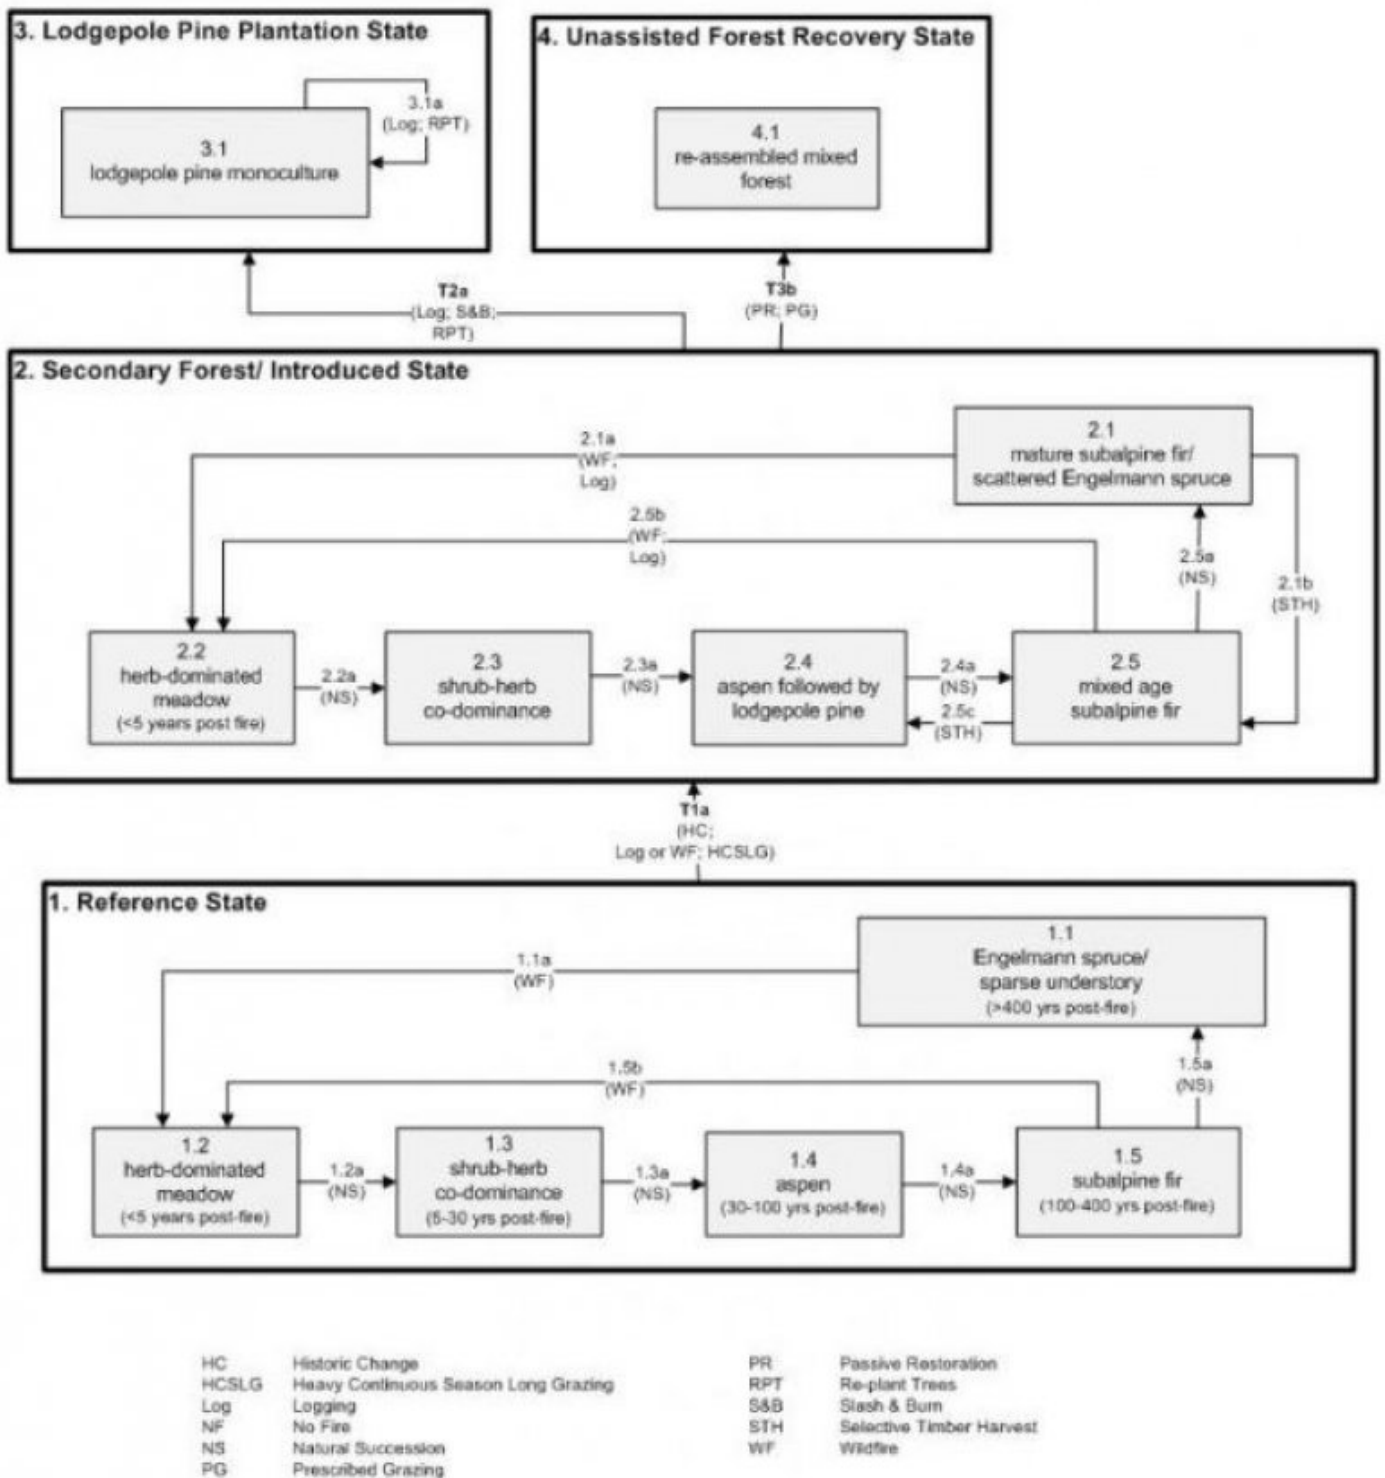 3. Lodgepole Pine Plantation State
3.1a
(Log; RPT)
3.1
lodgepole pine monoculture
4. Unassisted Forest Recovery State
4.1
re-assembled mixed
forest
T2a
(Log; S&B;
RPT)
T3b
(PR; PG)
2. Secondary Forest/ Introduced State
2.1
mature subalpine fir/
scattered Engelmann spruce
2.1a
(WF;
Log)
2.5b
(WF;
Log)
2.5a
(NS)
2.1b
(STH)
2.2
herb-dominated
meadow
(<5 years post fire)
2.2a
(NS)
2.3
shrub-herb
co-dominance
2.3a
(NS)
2.4
aspen followed by
lodgepole pine
2.4a
(NS)
2.5c
(STH)
2.5
mixed age
subalpine fir
T1a
(HC;
Log or WF; HCSLG)
1. Reference State
1.1
Engelmann spruce/
sparse understory
(>400 yrs post-fire)
1.1a
(WF)
1.5b
(WF)
1.5a
(NS)
1.2
herb-dominated
meadow
(<5 years post-fire)
1.2a
(NS)
1.3
shrub-herb
co-dominance
(5-30 yrs post-fire)
1.3a
(NS)
1.4
aspen
(30-100 yrs post-fire)
1.4a
(NS)
1.5
subalpine fir
(100-400 yrs post-fire)
HC Historic Change
HCSLG Heavy Continuous Season Long Grazing
Log Logging
NF No Fire
NS Natural Succession
PG Prescribed Grazing
PR Passive Restoration
RPT Re-plant Trees
S&B Slash & Burn
STH Selective Timber Harvest
WF Wildfire